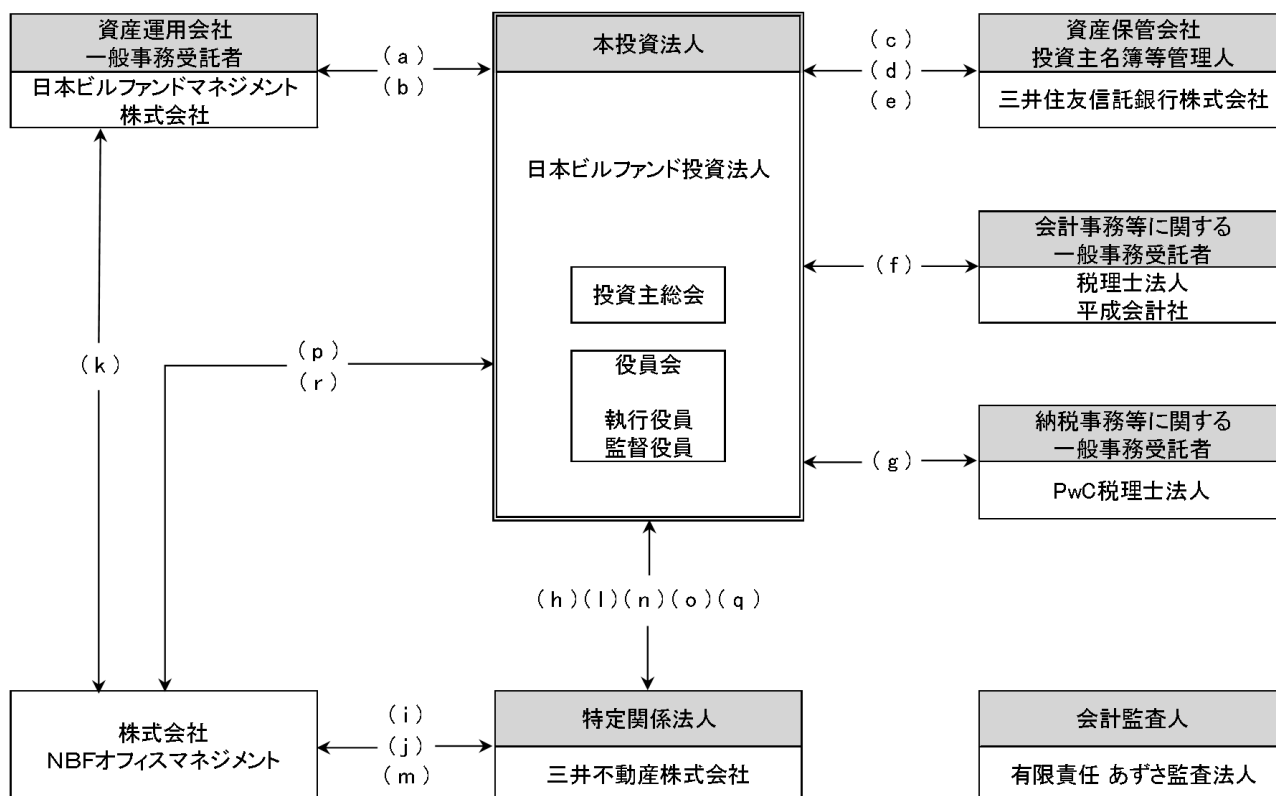 資産運用会社
一般事務受託者
日本ビルファンドマネジメント
株式会社
(a)
(b)
本投資法人
日本ビルファンド投資法人
投資主総会
役員会
執行役員
監督役員
(c)
(d)
(e)
資産保管会社
投資主名簿等管理人
三井住友信託銀行株式会社
(f)
会計事務等に関する
一般事務受託者
税理士法人
平成会計社
(k)
(p)
(r)
(g)
納税事務等に関する
一般事務受託者
PwC税理士法人
(h)(l)(n)(o)(q)
株式会社
NBFオフィスマネジメント
(i)
(j)
(m)
特定関係法人
三井不動産株式会社
会計監査人
有限責任 あずさ監査法人